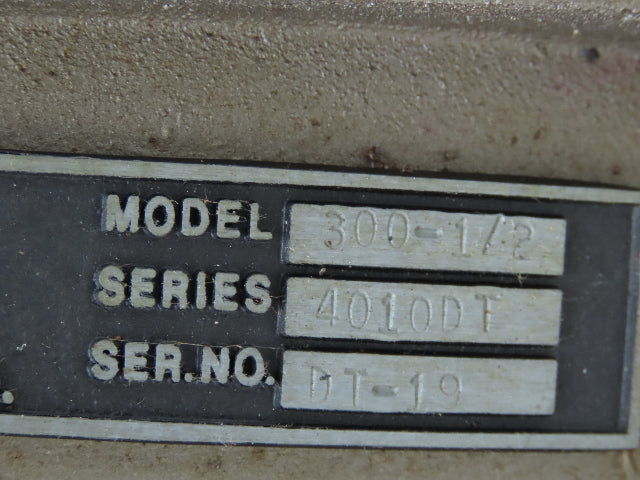 MODEL 300-1/2
SERIES 4010DT
SER.NO. DT-19